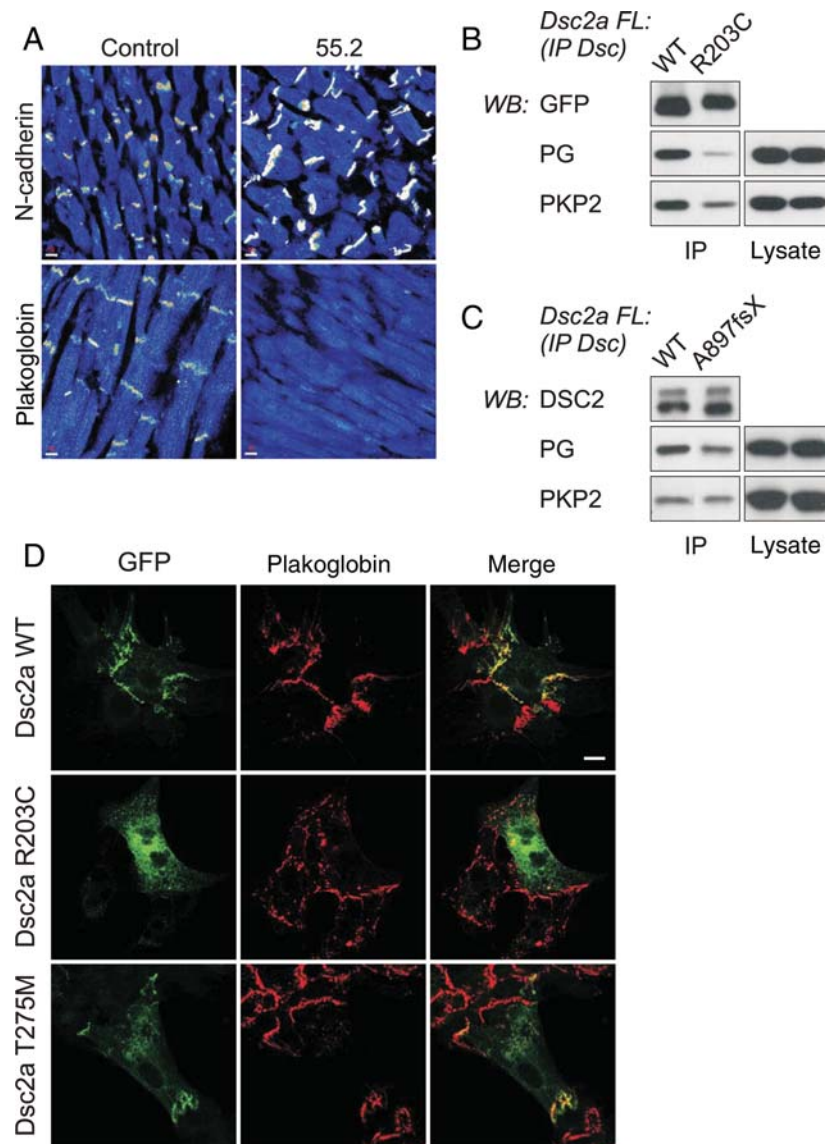 A
Control
55.2
N-cadherin
Plakoglobin
B
Dsc2a FL:
(IP Dsc)
WT
R203C
WB: GFP
PG
PKP2
IP
Lysate
C
Dsc2a FL:
(IP Dsc)
WT
A897fsX
WB: DSC2
PG
PKP2
IP
Lysate
D
GFP
Plakoglobin
Merge
Dsc2a WT
Dsc2a R203C
Dsc2a T275M